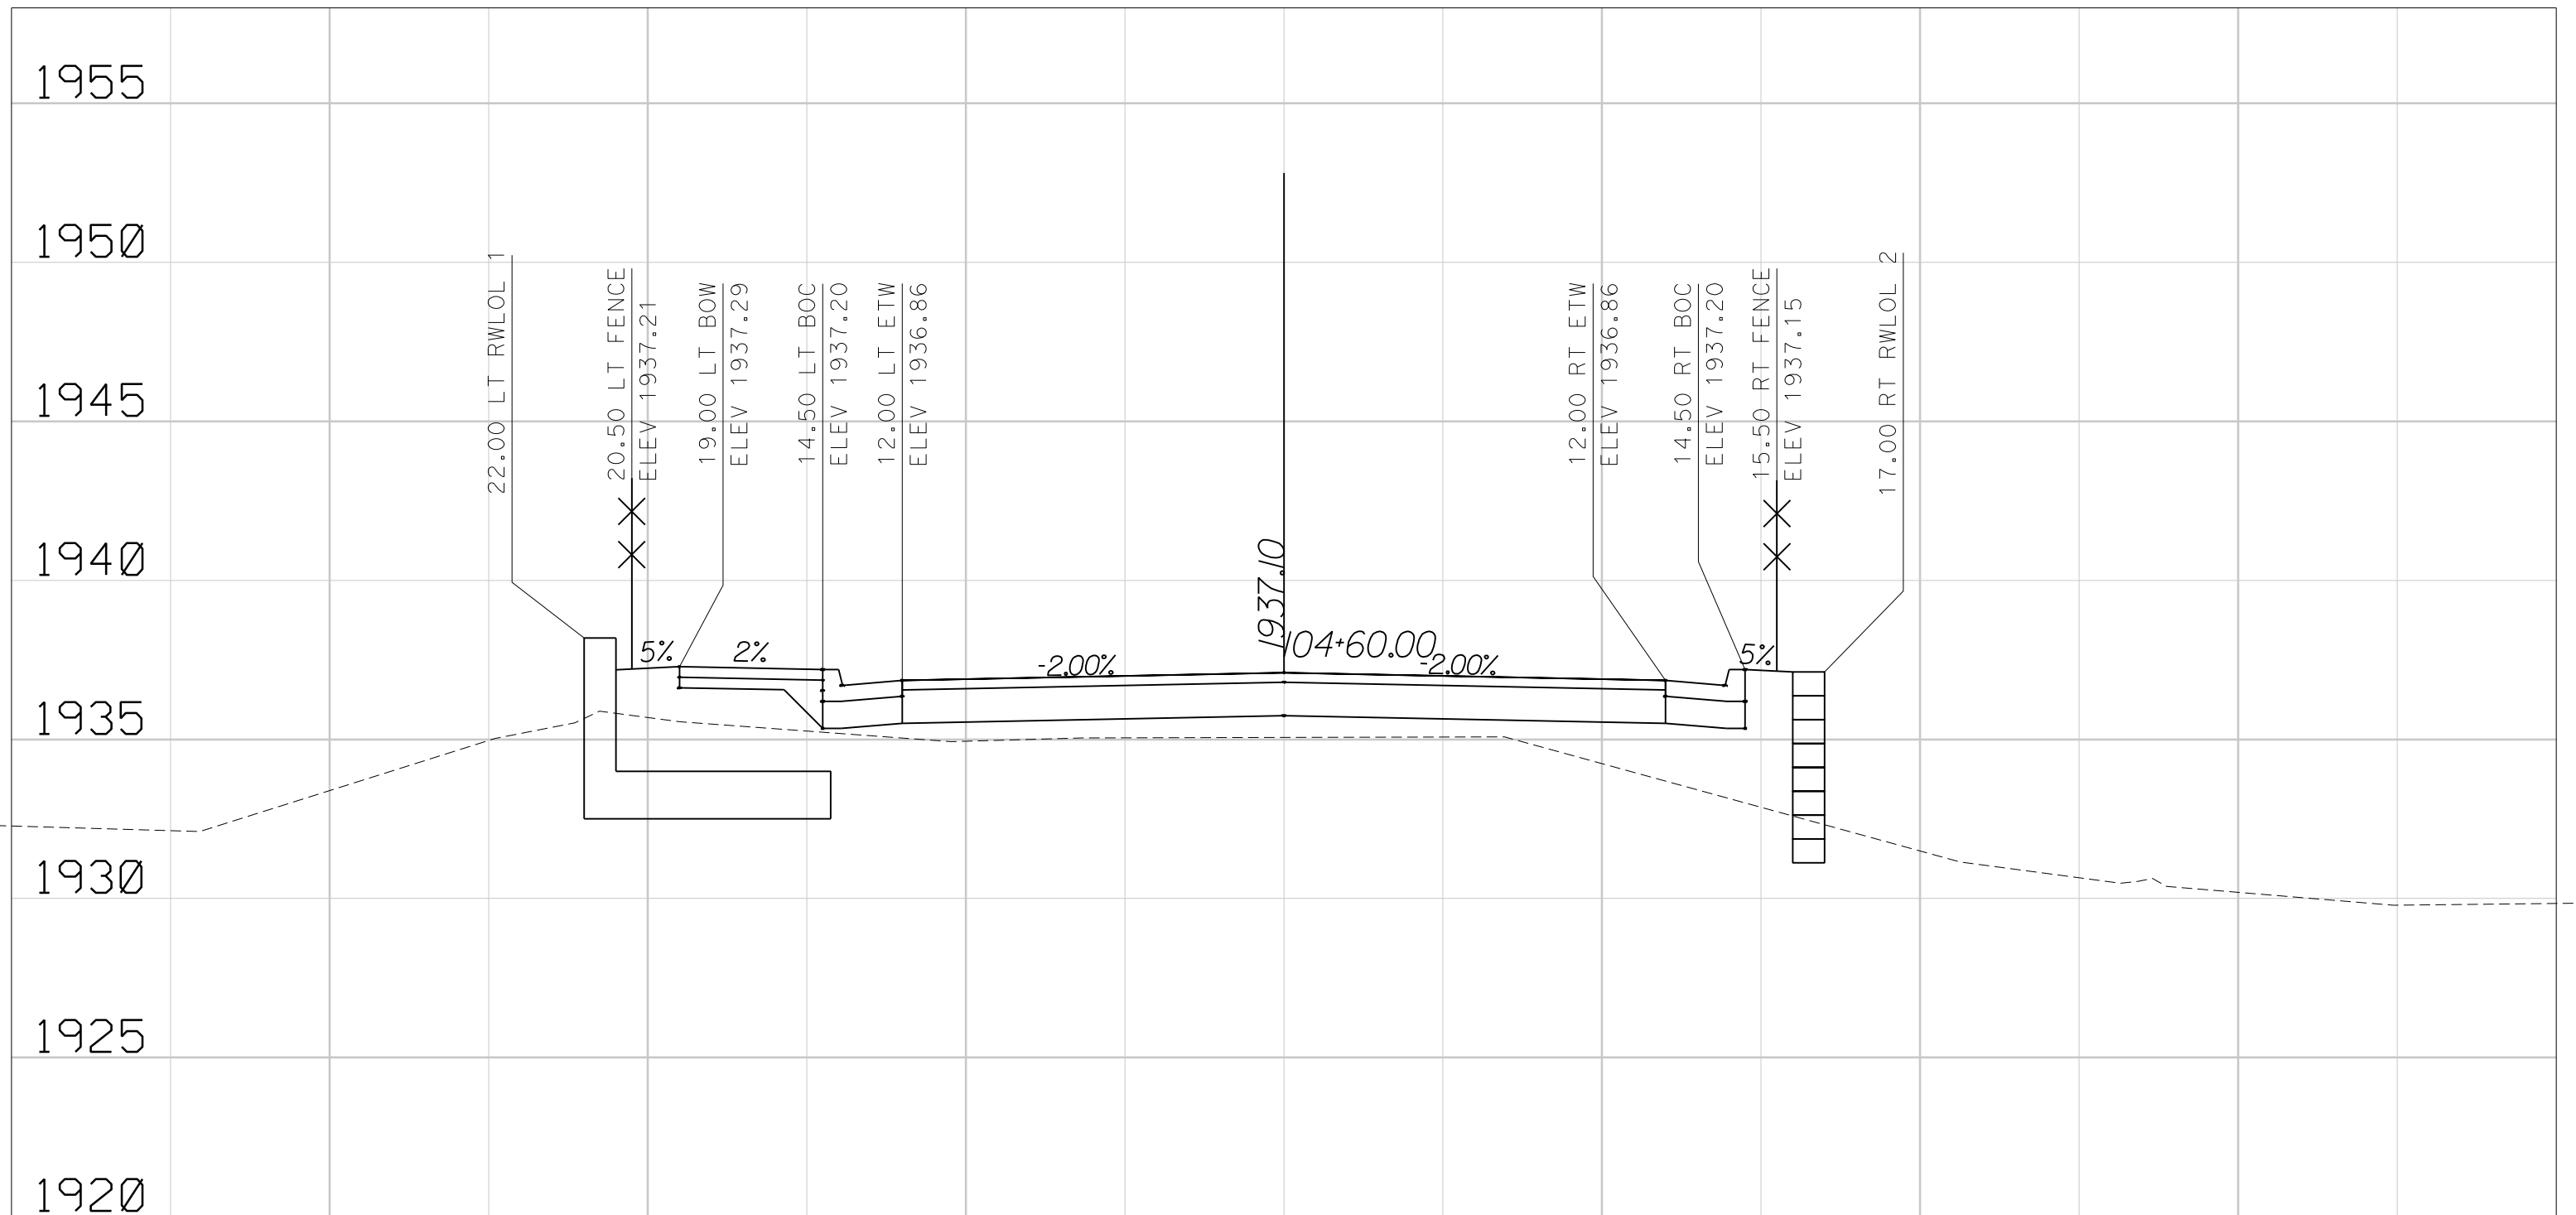 1955
1950
1945
1940
1935
1930
1925
1920
22.00 LT RWLOL 1
20.50 LT FENCE
ELEV 1937.21
19.00 LT BOW
ELEV 1937.29
14.50 LT BOC
ELEV 1937.20
12.00 LT ETW
ELEV 1936.86
1937.10
104+60.00
12.00 RT ETW
ELEV 1936.86
14.50 RT BOC
ELEV 1937.20
15.50 RT FENCE
ELEV 1937.15
17.00 RT RWLOL 2
5%
2%
-2.00%
-2.00%
5%